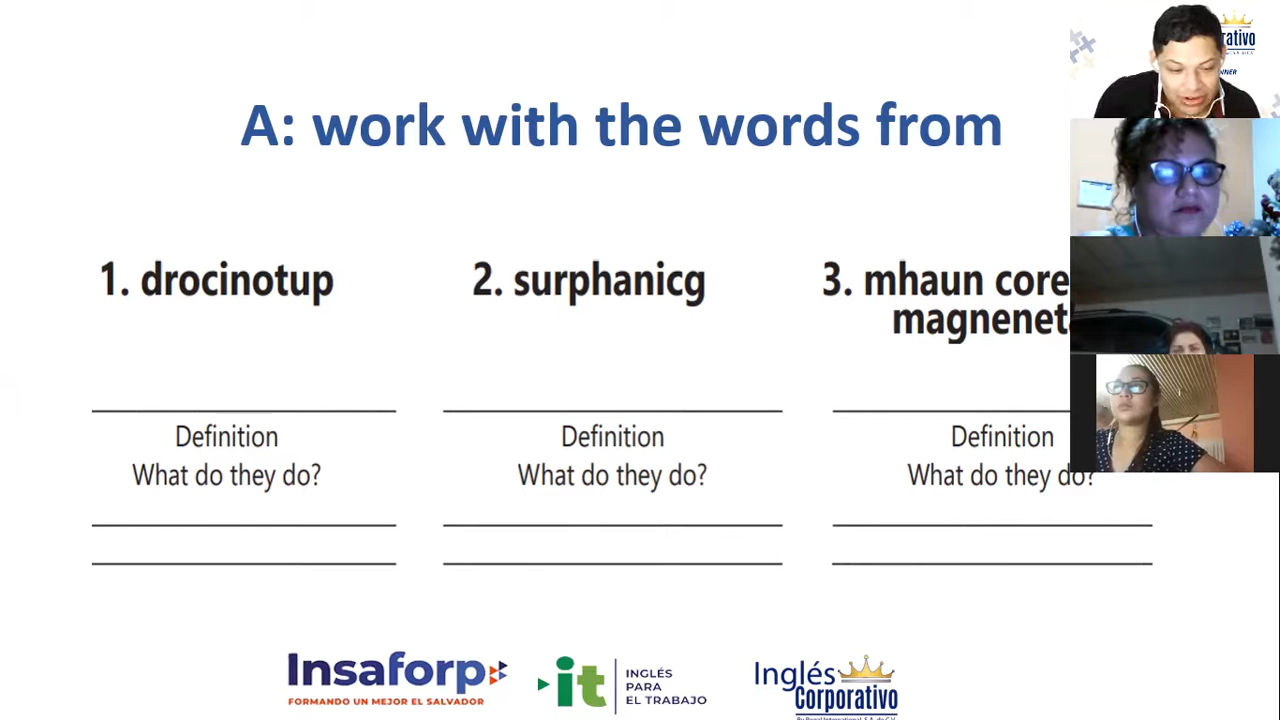 A: work with the words from
1. drocinotup
2. surphanicg
3. mhaun core
magnenet
Definition
What do they do?
Definition
What do they do?
Definition
What do they do?
Insaforp
FORMANDO UN MEJOR EL SALVADOR
it
INGLÉS
PARA
EL TRABAJO
Inglés
Corporativo
rativo
NNER